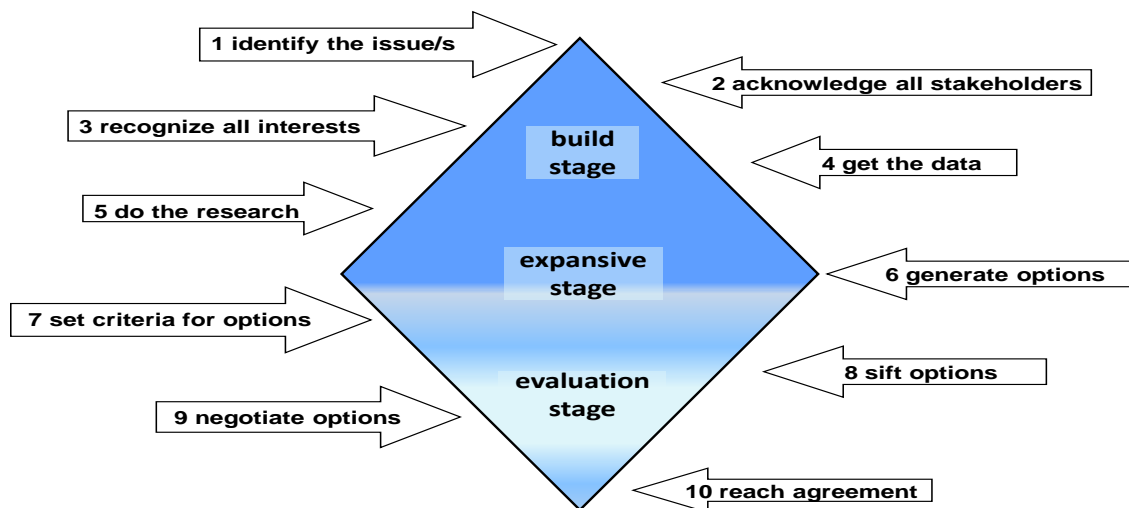 1 identify the issue/s
2 acknowledge all stakeholders
3 recognize all interests
build
stage
4 get the data
5 do the research
expansive
stage
6 generate options
7 set criteria for options
8 sift options
evaluation
stage
9 negotiate options
10 reach agreement